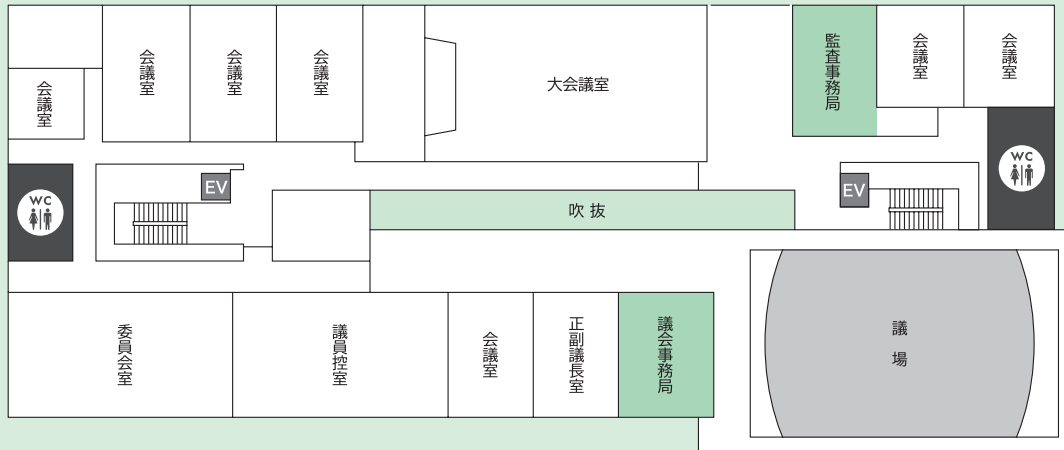 会議室
会議室
会議室
会議室
大会議室
監査事務局
会議室
会議室
WC
EV
吹抜
EV
WC
委員会室
議員控室
会議室
正副議長室
議会事務局
議場